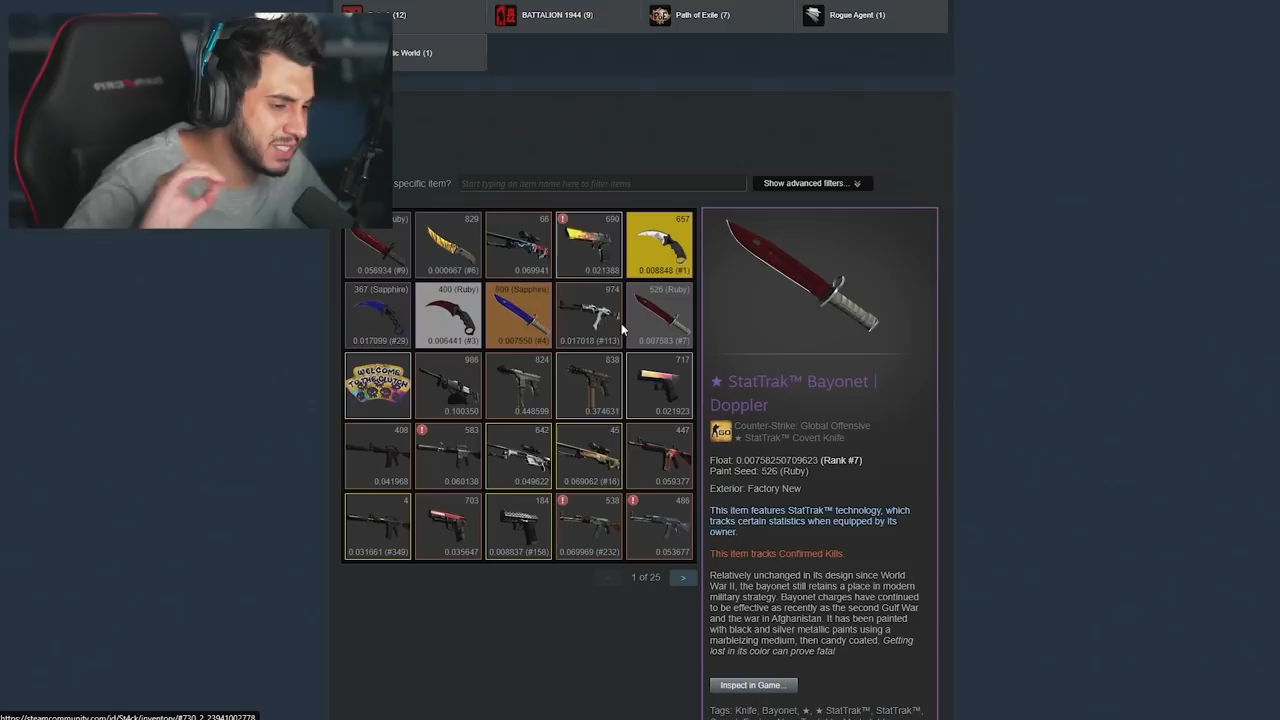 (12)
BATTALION 1944 (9)
Path of Exile (7)
Rogue Agent (1)
ic World (1)
specific item?
Start typing an item name here to filter items
Show advanced filters...
uby)
829
66
690
657
0.056934 (#9)
0.000667 (#6)
0.069941
0.021388
0.008848 (#1)
367 (Sapphire)
400 (Ruby)
909 (Sapphire)
974
526 (Ruby)
0.017099 (#29)
0.006441 (#3)
0.007550 (#4)
0.017018 (#113)
0.007583 (#7)
WELCOME
TO THE CLUTCH
986
824
838
717
0.100350
0.448599
0.374631
0.021923
408
583
642
45
447
0.041968
0.060138
0.049622
0.069062 (#16)
0.059377
4
703
184
538
486
0.031661 (#349)
0.035647
0.008837 (#158)
0.069969 (#232)
0.053677
<
1 of 25
>
★ StatTrak™ Bayonet |
Doppler
Counter-Strike: Global Offensive
★ StatTrak™ Covert Knife
Float: 0.00758250709623 (Rank #7)
Paint Seed: 526 (Ruby)
Exterior: Factory New
This item features StatTrak™ technology, which
tracks certain statistics when equipped by its
owner.
This item tracks Confirmed Kills.
Relatively unchanged in its design since World
War II, the bayonet still retains a place in modern
military strategy. Bayonet charges have continued
to be effective as recently as the second Gulf War
and the war in Afghanistan. It has been painted
with black and silver metallic paints using a
marbleizing medium, then candy coated. Getting
lost in its color can prove fatal
Inspect in Game...
Tags: Knife, Bayonet, ★, ★ StatTrak™, StatTrak™,
https://steamcommunity.com/id/St4ck/inventory/#730_2_23941002778